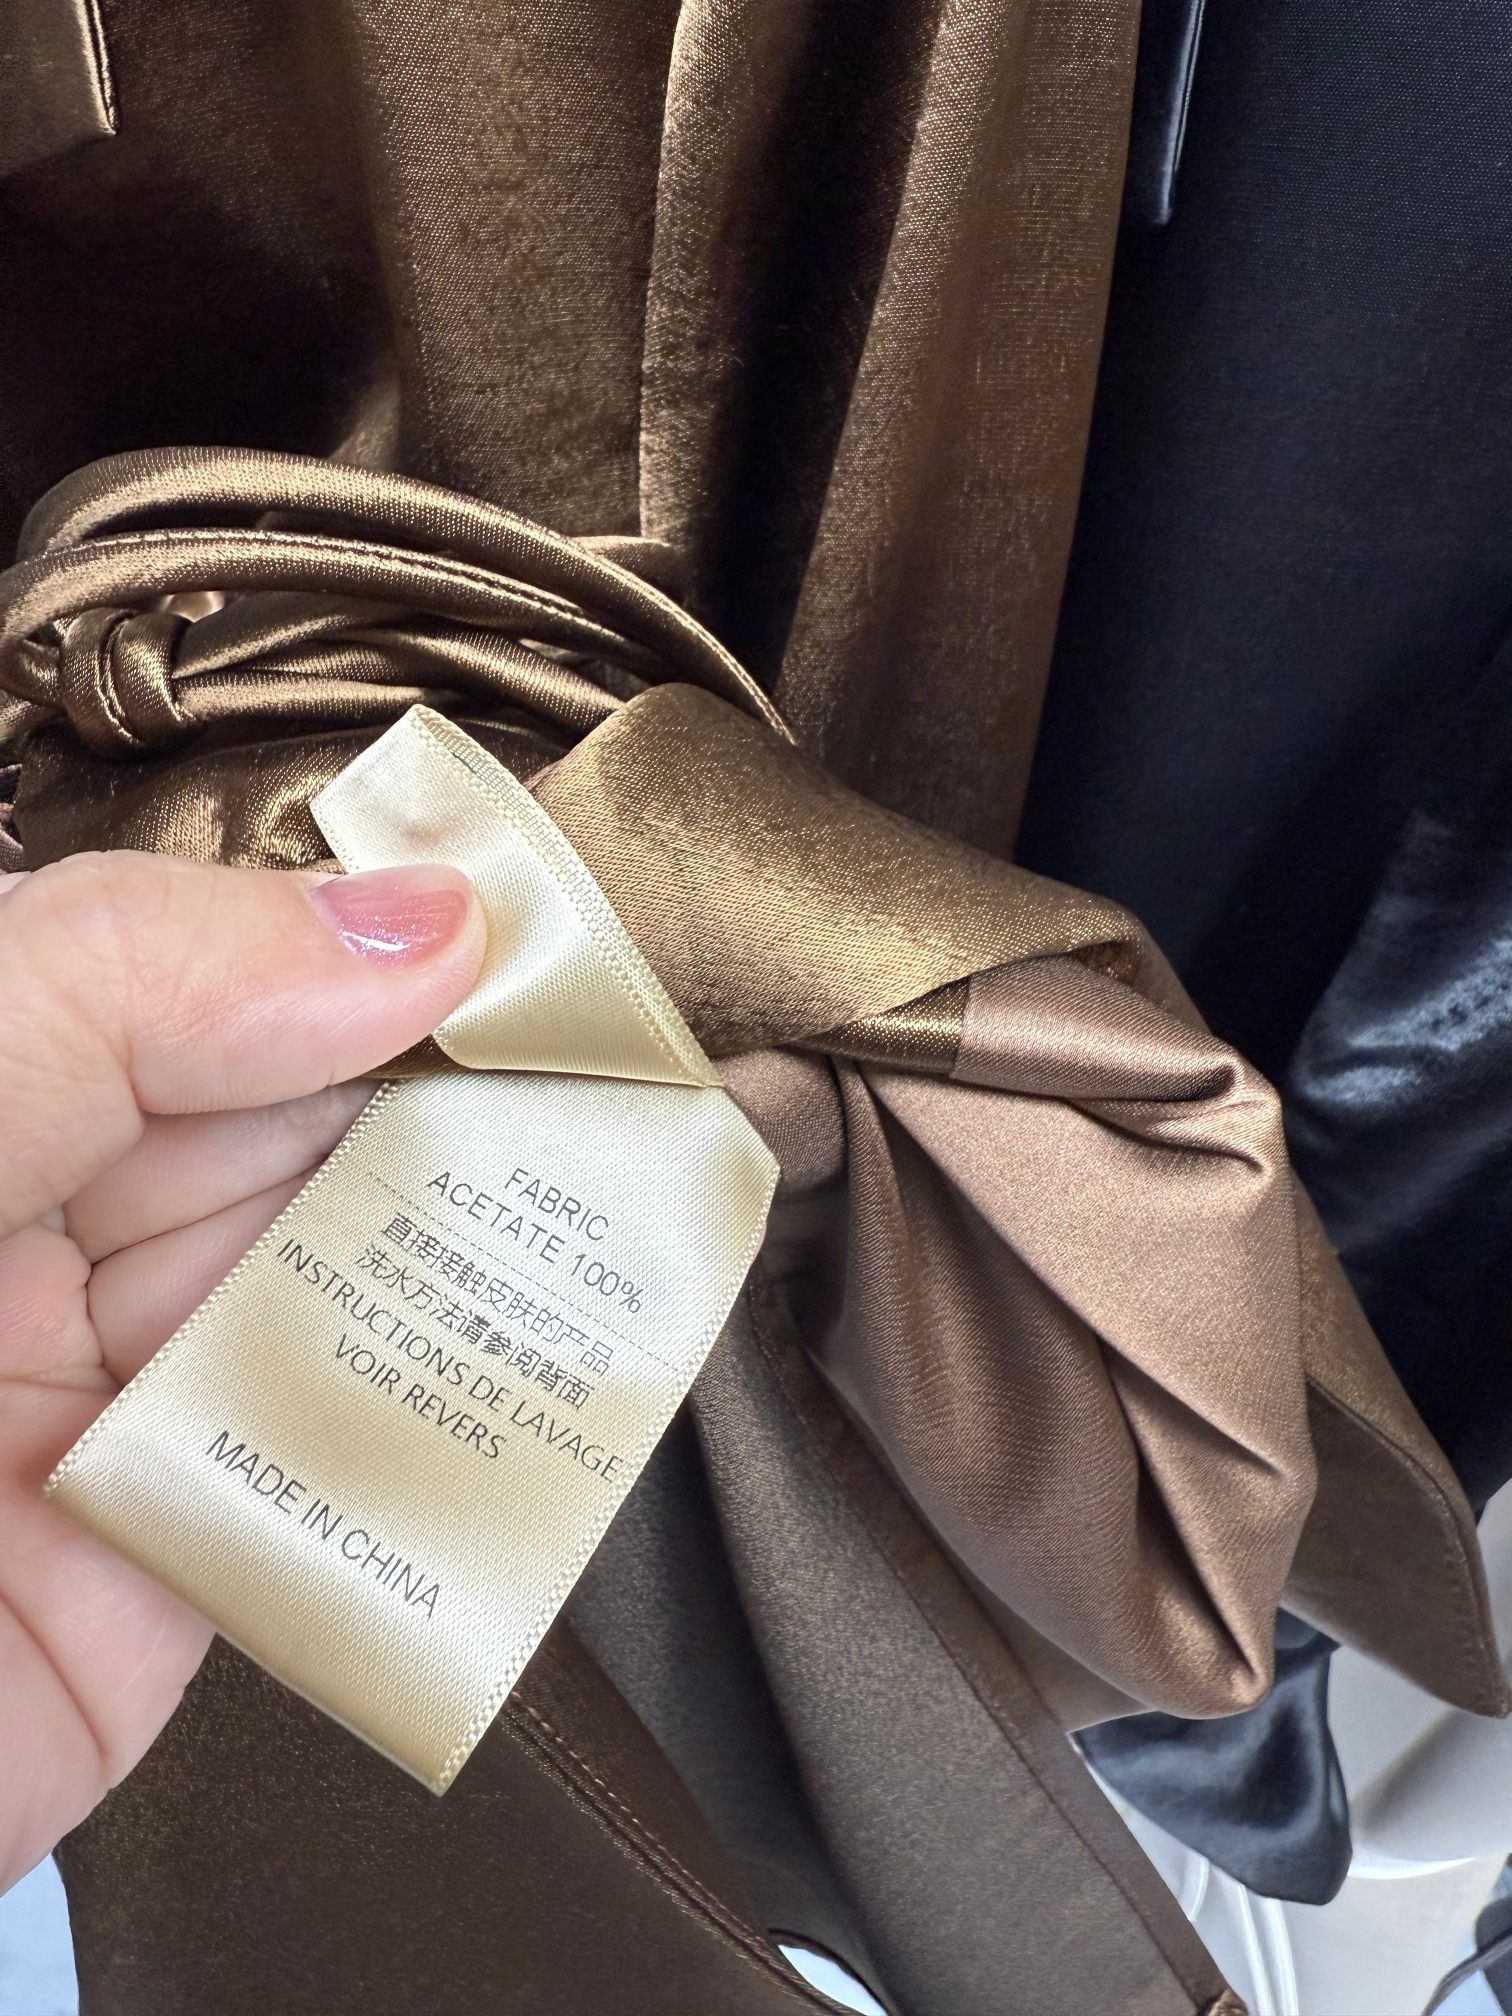 FABRIC
ACETATE 100%
直接接触皮肤的产品
洗水方法请参阅背面
INSTRUCTIONS DE LAVAGE
VOIR REVERS
MADE IN CHINA